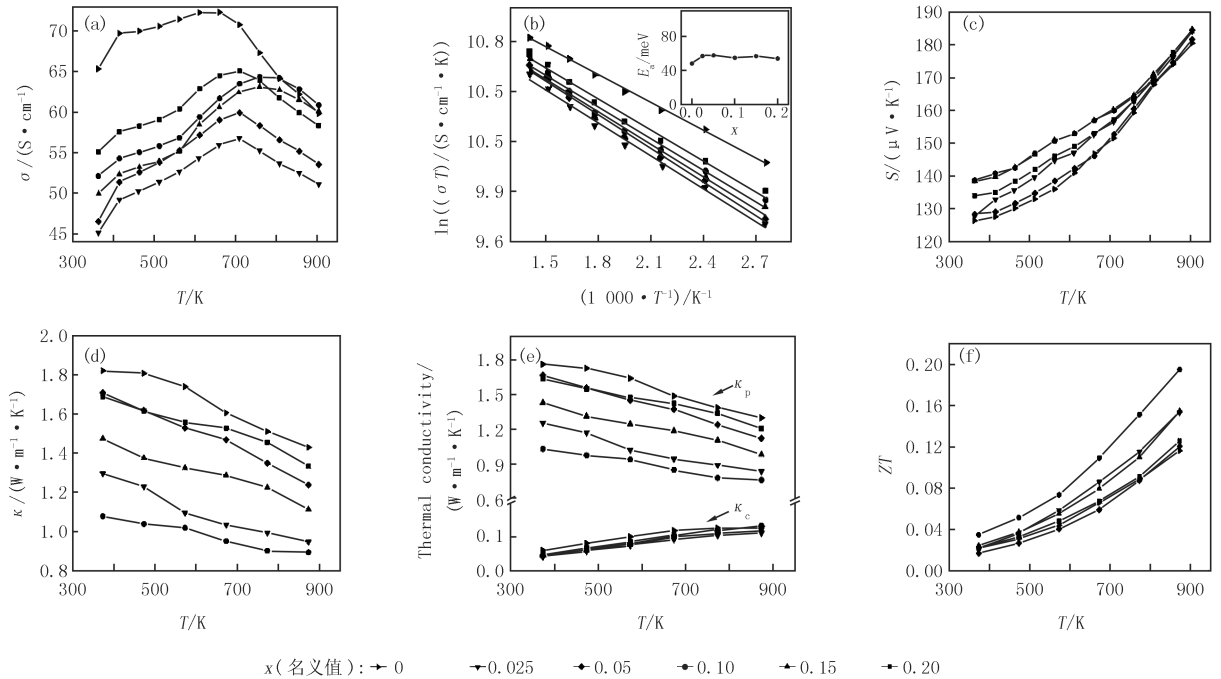 (a)
σ/(S·cm⁻¹)
70
65
60
55
50
45
300 500 700 900
T/K
(b)
ln((σT)/(S·cm⁻¹·K))
10.8
10.5
10.5
9.9
9.6
1.5 1.8 2.1 2.4 2.7
(1 000·T⁻¹)/K⁻¹
Eₐ/meV
80
40
0
0.0 0.1 0.2
x
(c)
S/(μV·K⁻¹)
190
180
170
160
150
140
130
120
300 400 500 600 700 800 900
T/K
(d)
κ/(W·m⁻¹·K⁻¹)
2.0
1.8
1.6
1.4
1.2
1.0
0.8
300 500 700 900
T/K
(e)
Thermal conductivity/
(W·m⁻¹·K⁻¹)
1.8
1.5
1.2
0.9
0.6
0.1
0.0
κp
κc
300 500 700 900
T/K
(f)
ZT
0.20
0.16
0.12
0.08
0.04
0.00
300 400 500 600 700 800 900
T/K
x(名义值): 0 0.025 0.05 0.10 0.15 0.20